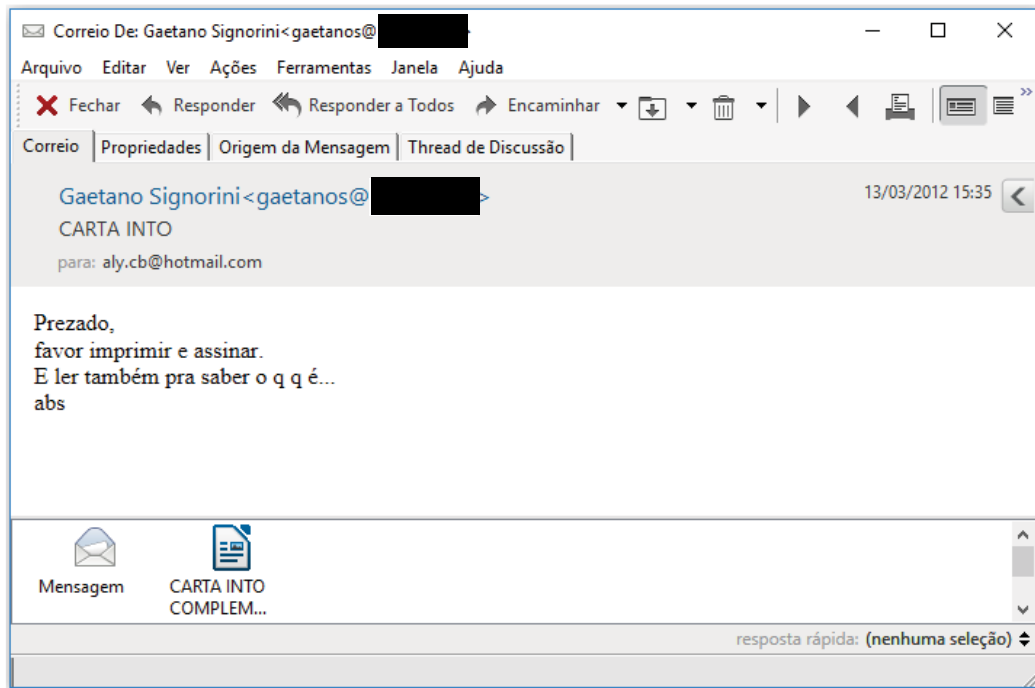 Correio De: Gaetano Signorini<gaetanos@
Arquivo Editar Ver Ações Ferramentas Janela Ajuda
Fechar Responder Responder a Todos Encaminhar »
Correio Propriedades Origem da Mensagem Thread de Discussão
Gaetano Signorini<gaetanos@ > 13/03/2012 15:35
CARTA INTO
para: aly.cb@hotmail.com
Prezado,
favor imprimir e assinar.
E ler também pra saber o q q é...
abs
Mensagem CARTA INTO
COMPLEM...
resposta rápida: (nenhuma seleção)